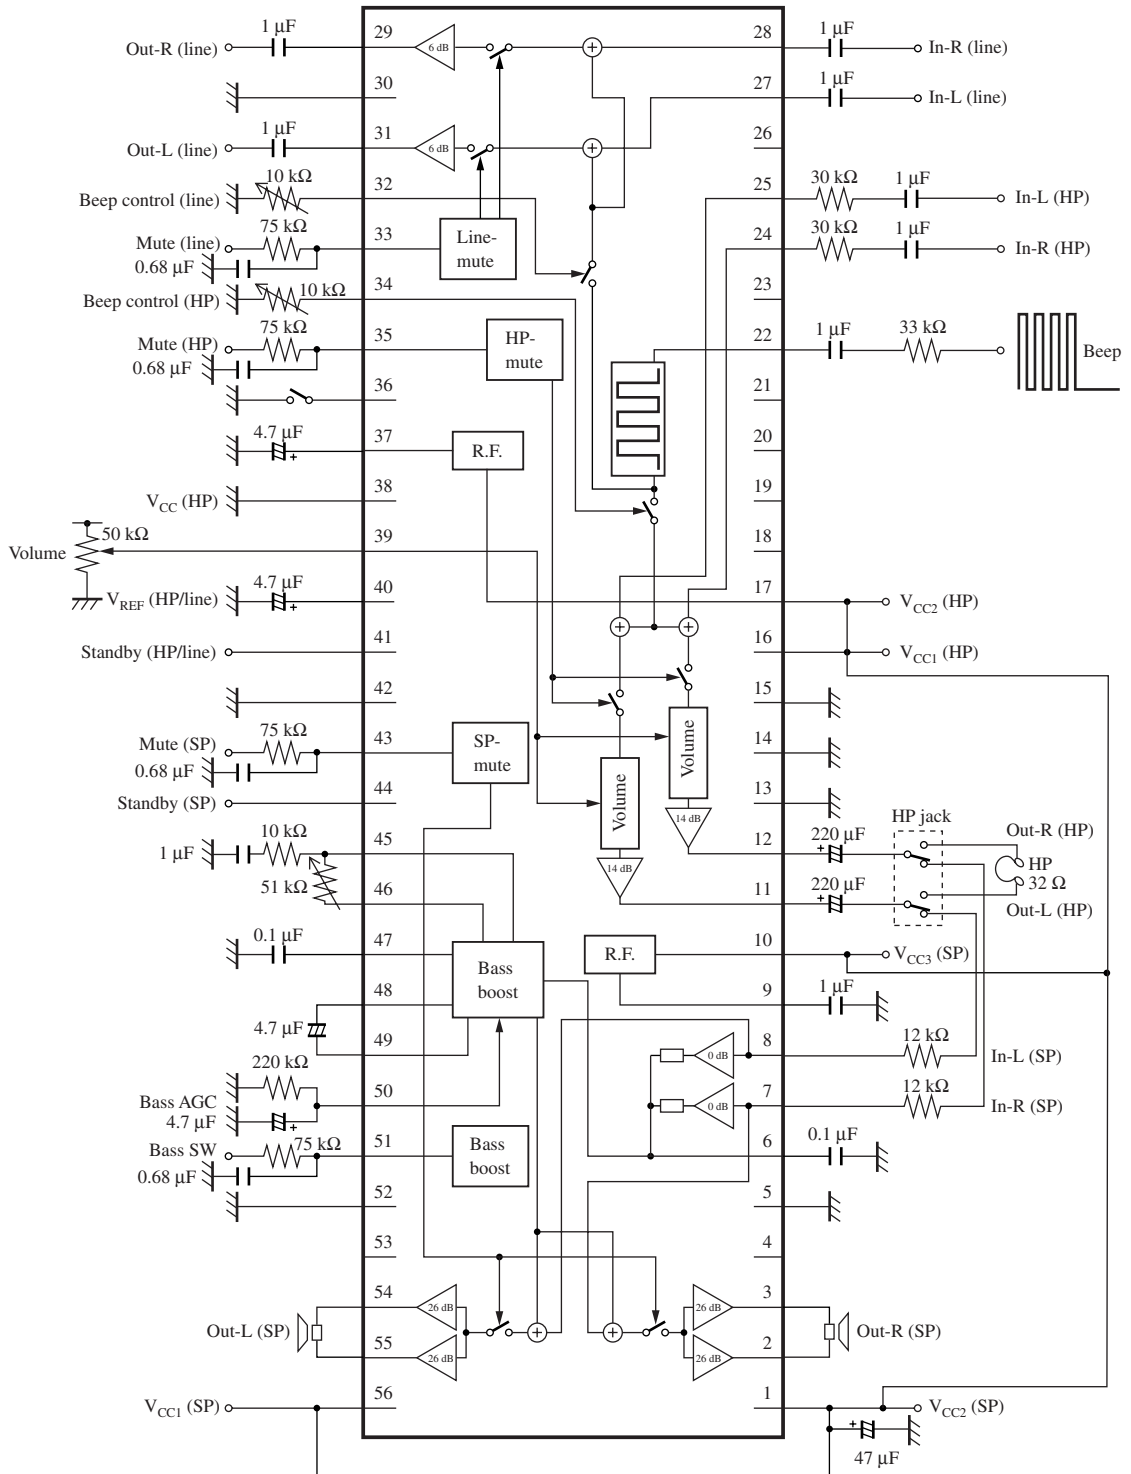 1 µF
29
28
1 µF
Out-R (line)
6 dB
In-R (line)
30
27
1 µF
In-L (line)
1 µF
31
26
Out-L (line)
6 dB
10 kΩ
32
25
30 kΩ
1 µF
Beep control (line)
In-L (HP)
75 kΩ
33
24
30 kΩ
1 µF
Mute (line)
Line-
mute
In-R (HP)
0.68 µF
34
23
Beep control (HP)
10 kΩ
75 kΩ
35
22
1 µF
33 kΩ
Mute (HP)
HP-
mute
Beep
0.68 µF
36
21
4.7 µF
37
20
R.F.
38
19
VCC (HP)
50 kΩ
39
18
Volume
4.7 µF
40
17
VREF (HP/line)
VCC2 (HP)
41
16
Standby (HP/line)
VCC1 (HP)
42
15
75 kΩ
43
14
Mute (SP)
SP-
mute
Volume
0.68 µF
44
13
Standby (SP)
Volume
14 dB
HP jack
10 kΩ
45
12
220 µF
Out-R (HP)
1 µF
14 dB
HP
32 Ω
51 kΩ
46
11
220 µF
Out-L (HP)
0.1 µF
47
10
Bass
boost
R.F.
VCC3 (SP)
48
9
1 µF
4.7 µF
49
8
12 kΩ
0 dB
In-L (SP)
220 kΩ
50
7
12 kΩ
Bass AGC
0 dB
In-R (SP)
4.7 µF
51
6
0.1 µF
Bass SW
75 kΩ
Bass
boost
0.68 µF
52
5
53
4
54
3
26 dB
26 dB
Out-L (SP)
Out-R (SP)
55
2
26 dB
26 dB
56
1
VCC1 (SP)
VCC2 (SP)
47 µF